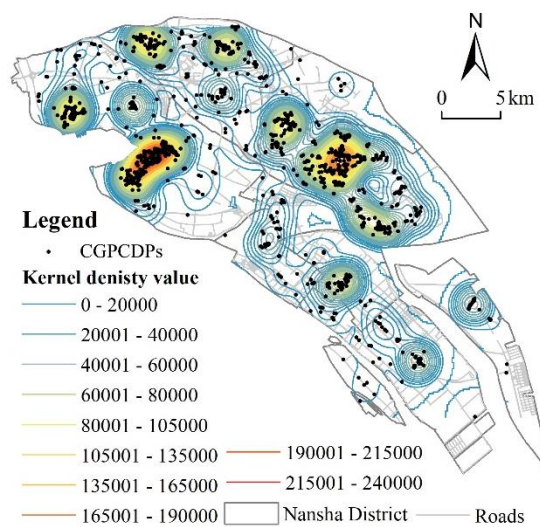 N
0 5 km
Legend
CGPCDPs
Kernel denisty value
0 - 20000
20001 - 40000
40001 - 60000
60001 - 80000
80001 - 105000
105001 - 135000
135001 - 165000
165001 - 190000
190001 - 215000
215001 - 240000
Nansha District
Roads